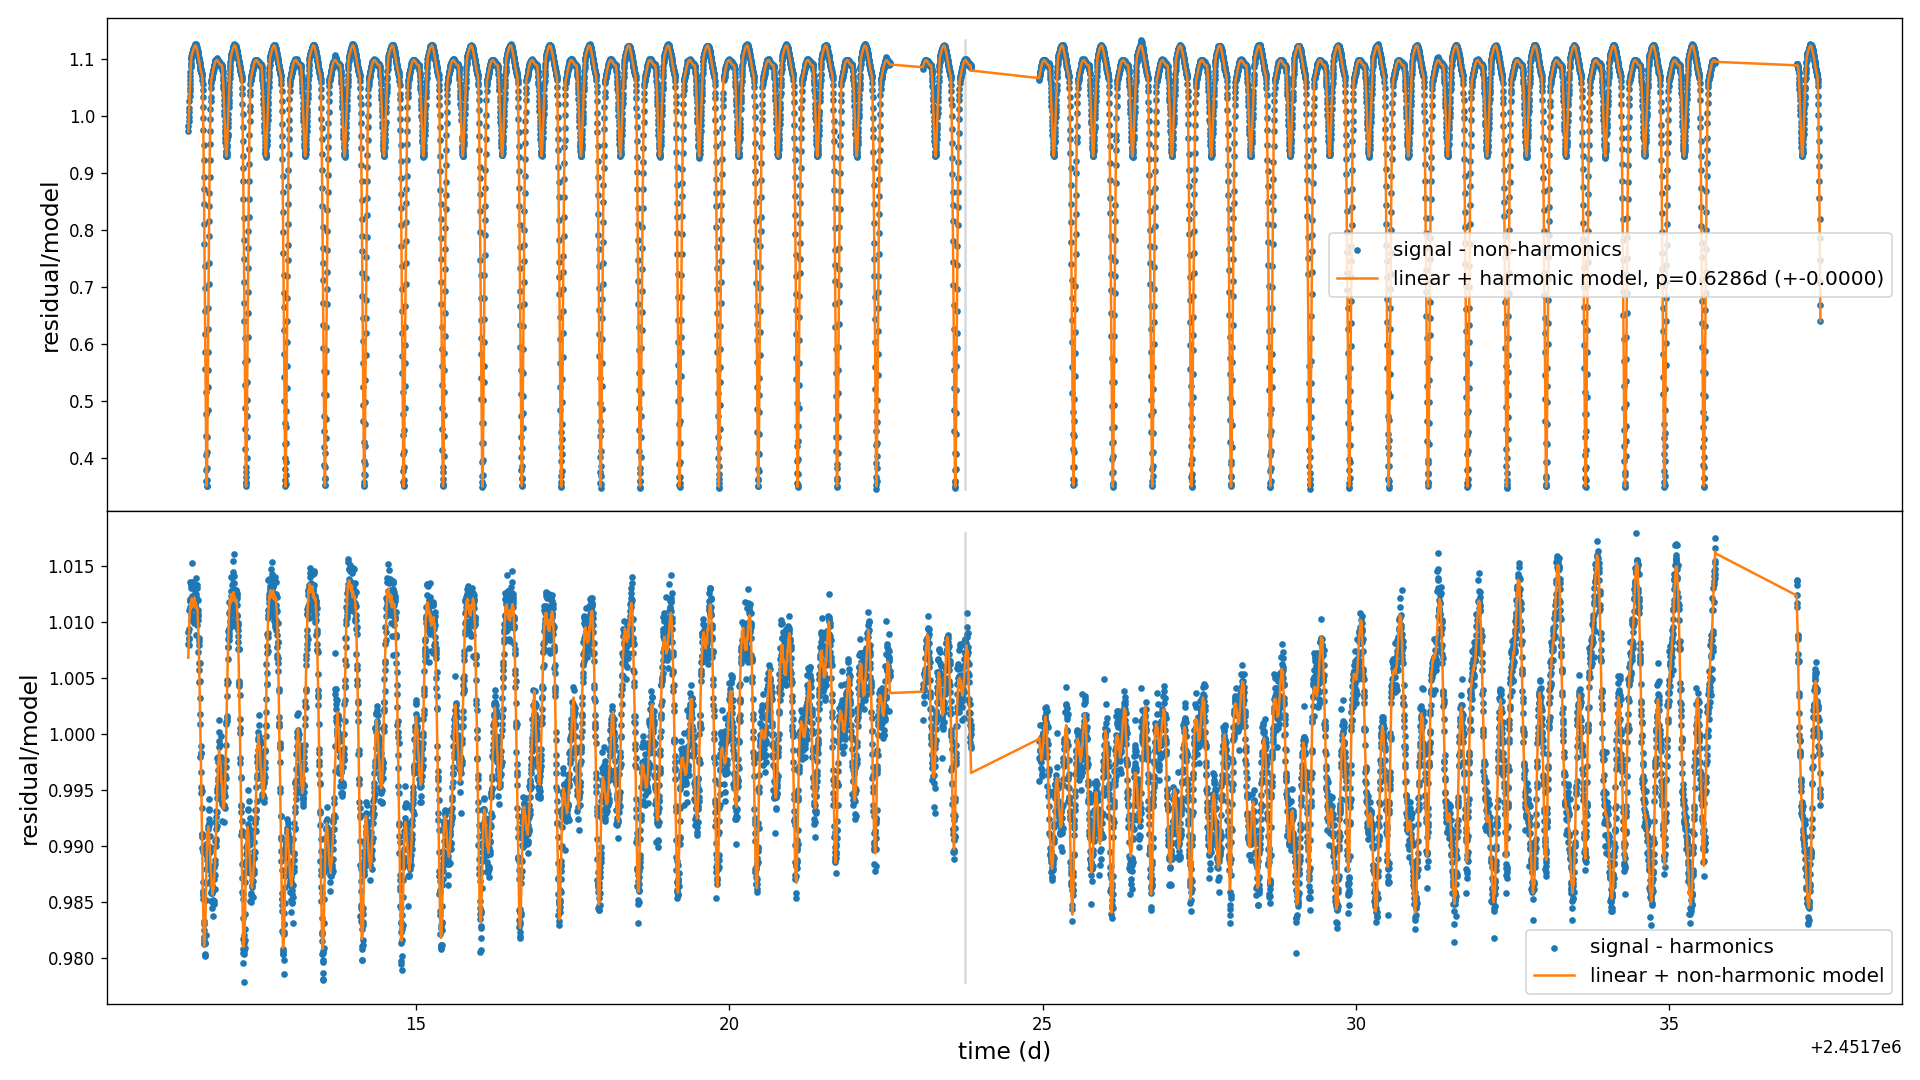 1.1
1.0
0.9
0.8
0.7
0.6
0.5
0.4
residual/model
signal - non-harmonics
linear + harmonic model, p=0.6286d (+-0.0000)
1.015
1.010
1.005
1.000
0.995
0.990
0.985
0.980
residual/model
signal - harmonics
linear + non-harmonic model
15
20
25
30
35
time (d)
+2.4517e6